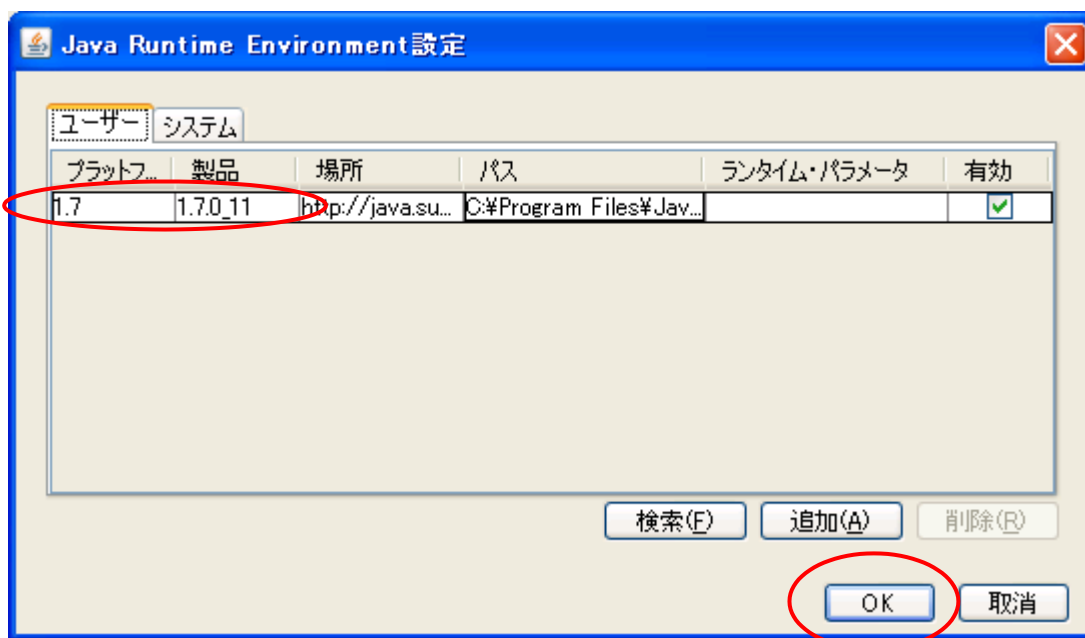 Java Runtime Environment設定
ユーザー システム
プラットフ... 製品 場所 パス ランタイム・パラメータ 有効
1.7 1.7.0_11 http://java.su... C:¥Program Files¥Jav...
検索(F) 追加(A) 削除(R)
OK 取消